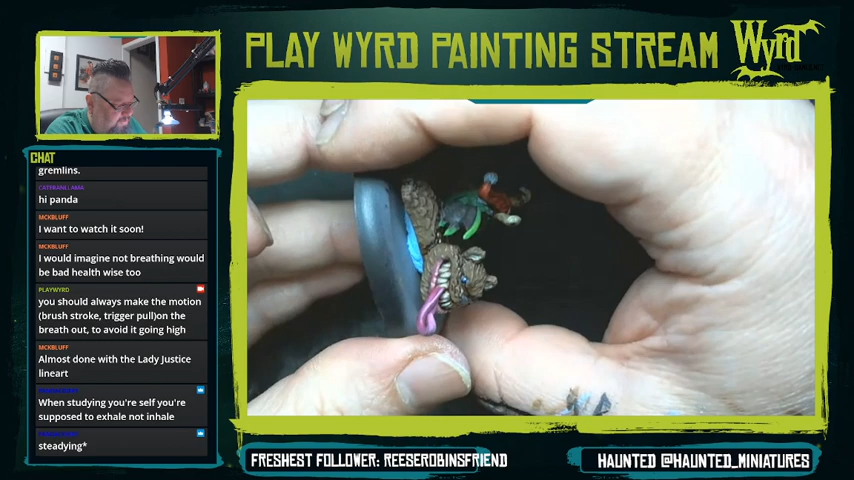 PLAY WYRD PAINTING STREAM
Wyrd
CHAT
gremlins.
hi panda
MCKBLUFF
I want to watch it soon!
MCKBLUFF
I would imagine not breathing would
be bad health wise too
PLAYWYRD
you should always make the motion
(brush stroke, trigger pull)on the
breath out, to avoid it going high
MCKBLUFF
Almost done with the Lady Justice
lineart
When studying you're self you're
supposed to exhale not inhale
steadying*
FRESHEST FOLLOWER: REESEROBINSFRIEND
HAUNTED @HAUNTED_MINIATURES